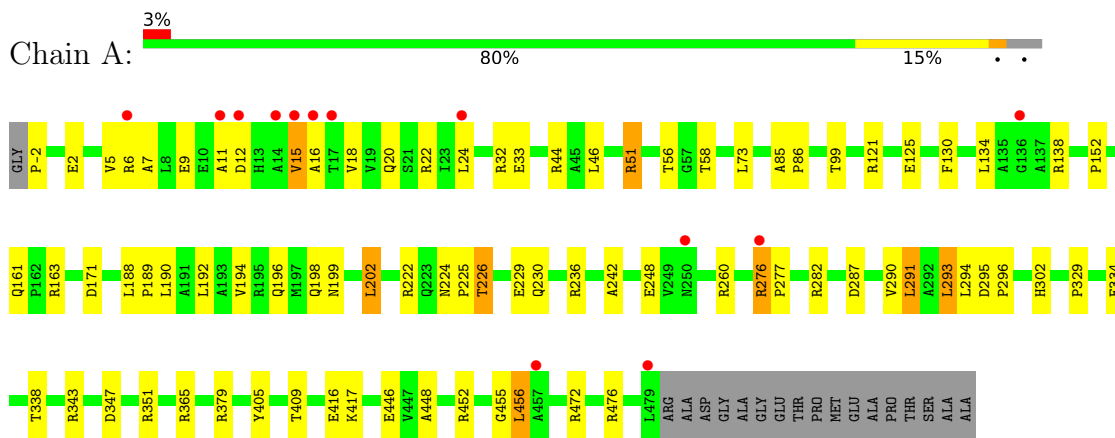 3%
Chain A:
80% 15% • •
GLY P-2 E2 V5 R6 A7 L8 E9 E10 A11 D12 H13 A14 V15 A16 T17 V18 V19 Q20 S21 R22 I23 L24 R32 E33 R44 A45 L46 R51 T56 G57 T58 L73 A85 P86 T99 R121 E125 F130 L134 A135 G136 A137 R138 P152
Q161 P162 R163 D171 L188 P189 L190 A191 L192 A193 V194 R195 Q196 M197 Q198 N199 L202 R222 Q223 N224 P225 T226 E229 Q230 R236 A242 E248 V249 N250 R260 R276 P277 R282 D287 V290 L291 A292 L293 L294 D295 P296 H302 P329
T338 R343 D347 R351 R365 R379 Y405 T409 E416 K417 E446 V447 A448 R452 G455 L456 A457 R472 R476 L479 ARG ALA ASP GLY ALA GLY GLU THR PRO MET GLU ALA PRO THR SER ALA ALA